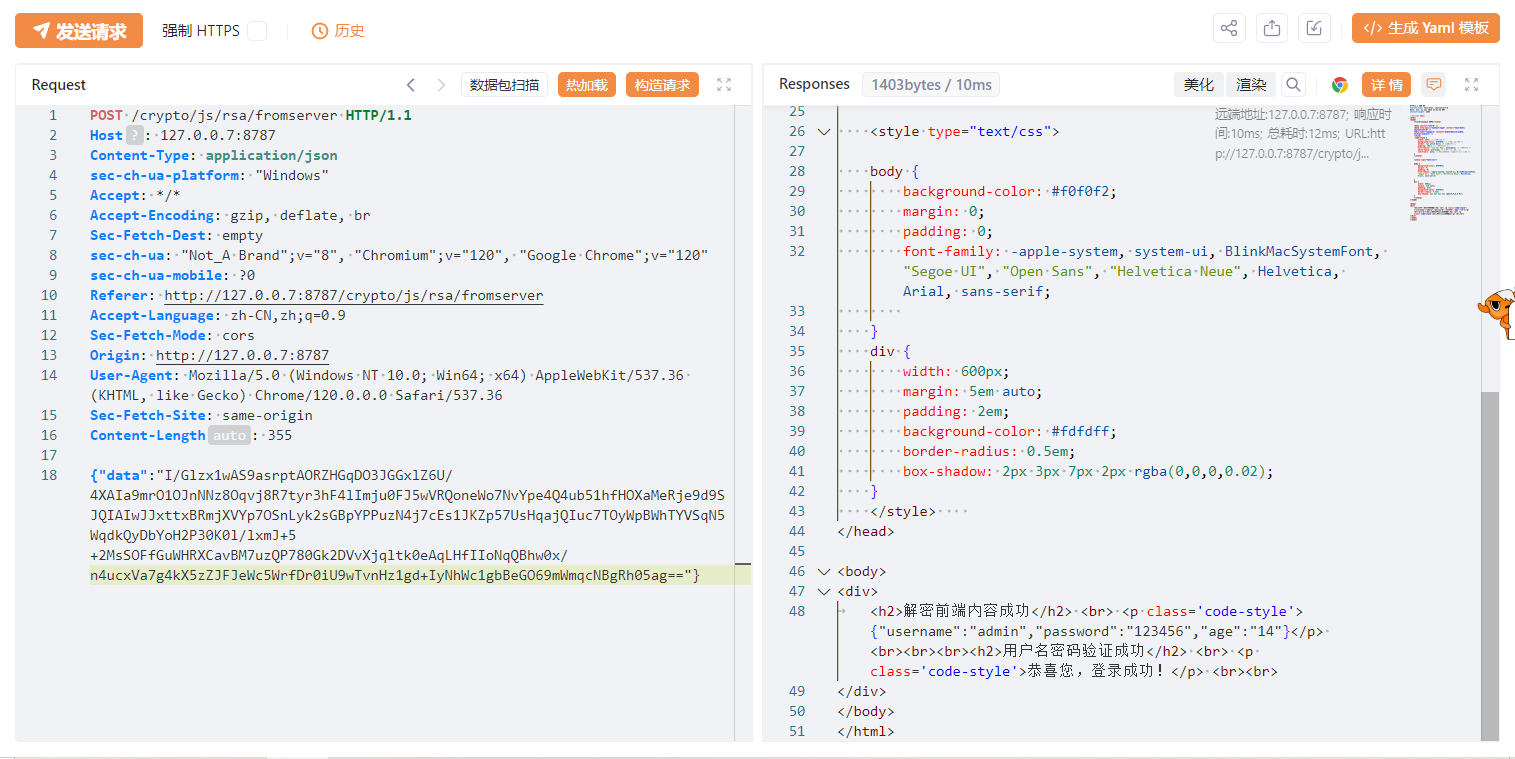 发送请求 强制 HTTPS 历史 </> 生成 Yaml 模板
Request 数据包扫描 热加载 构造请求
1 POST /crypto/js/rsa/fromserver HTTP/1.1
2 Host ? : 127.0.0.7:8787
3 Content-Type: application/json
4 sec-ch-ua-platform: "Windows"
5 Accept: */*
6 Accept-Encoding: gzip, deflate, br
7 Sec-Fetch-Dest: empty
8 sec-ch-ua: "Not_A Brand";v="8", "Chromium";v="120", "Google Chrome";v="120"
9 sec-ch-ua-mobile: ?0
10 Referer: http://127.0.0.7:8787/crypto/js/rsa/fromserver
11 Accept-Language: zh-CN,zh;q=0.9
12 Sec-Fetch-Mode: cors
13 Origin: http://127.0.0.7:8787
14 User-Agent: Mozilla/5.0 (Windows NT 10.0; Win64; x64) AppleWebKit/537.36
(KHTML, like Gecko) Chrome/120.0.0.0 Safari/537.36
15 Sec-Fetch-Site: same-origin
16 Content-Length auto : 355
17
18 {"data":"I/Glzx1wAS9asrptAORZHGqDO3JGGxlZ6U/
4XAIa9mrO1OJnNNz8Oqvj8R7tyr3hF4lImju0FJ5wVRQoneWo7NvYpe4Q4ub51hfHOXaMeRje9d9S
JQIAIwJJxttxBRmjXVYp7OSnLyk2sGBpYPPuzN4j7cEs1JKZp57UsHqajQIuc7TOyWpBWhTYVSqN5
WqdkQyDbYoH2P30K0l/lxmJ+5
+2MsSOFfGuWHRXCavBM7uzQP780Gk2DVvXjqltk0eAqLHfIIoNqQBhw0x/
n4ucxVa7g4kX5zZJFJeWc5WrfDr0iU9wTvnHz1gd+IyNhWc1gbBeGO69mWmqcNBgRh05ag=="}
Responses 1403bytes / 10ms 美化 渲染 详 情
远端地址:127.0.0.7:8787; 响应时
间:10ms; 总耗时:12ms; URL:htt
p://127.0.0.7:8787/crypto/j...
25
26 <style type="text/css">
27
28 body {
29 background-color: #f0f0f2;
30 margin: 0;
31 padding: 0;
32 font-family: -apple-system, system-ui, BlinkMacSystemFont,
"Segoe UI", "Open Sans", "Helvetica Neue", Helvetica,
Arial, sans-serif;
33
34 }
35 div {
36 width: 600px;
37 margin: 5em auto;
38 padding: 2em;
39 background-color: #fdfdff;
40 border-radius: 0.5em;
41 box-shadow: 2px 3px 7px 2px rgba(0,0,0,0.02);
42 }
43 </style>
44 </head>
45
46 <body>
47 <div>
48 <h2>解密前端内容成功</h2> <br> <p class='code-style'>
{"username":"admin","password":"123456","age":"14"}</p>
<br><br><br><h2>用户名密码验证成功</h2> <br> <p
class='code-style'>恭喜您，登录成功！</p> <br><br>
49 </div>
50 </body>
51 </html>